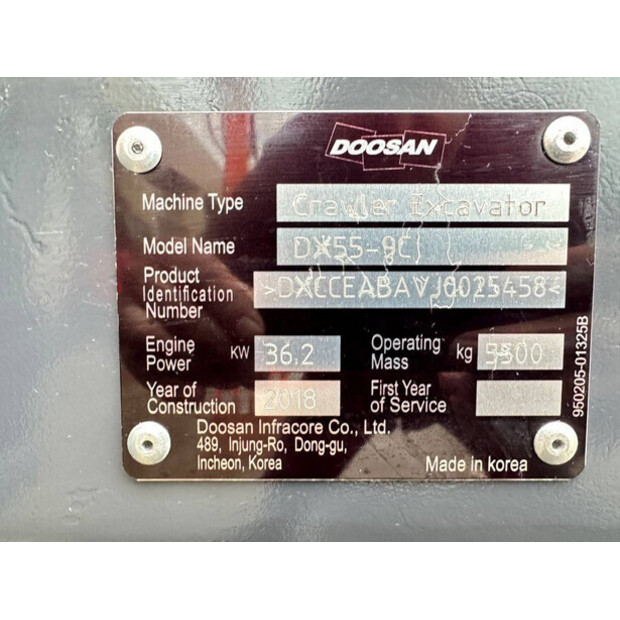 DOOSAN
Machine Type Crawler Excavator
Model Name DX55-9C
Product
Identification
Number >DXCCEABAVJ0025458<
Engine
Power KW 36.2
Operating
Mass kg 5500
Year of
Construction 2018
First Year
of Service
Doosan Infracore Co., Ltd.
489, Injung-Ro, Dong-gu,
Incheon, Korea
Made in korea
950205-01325B